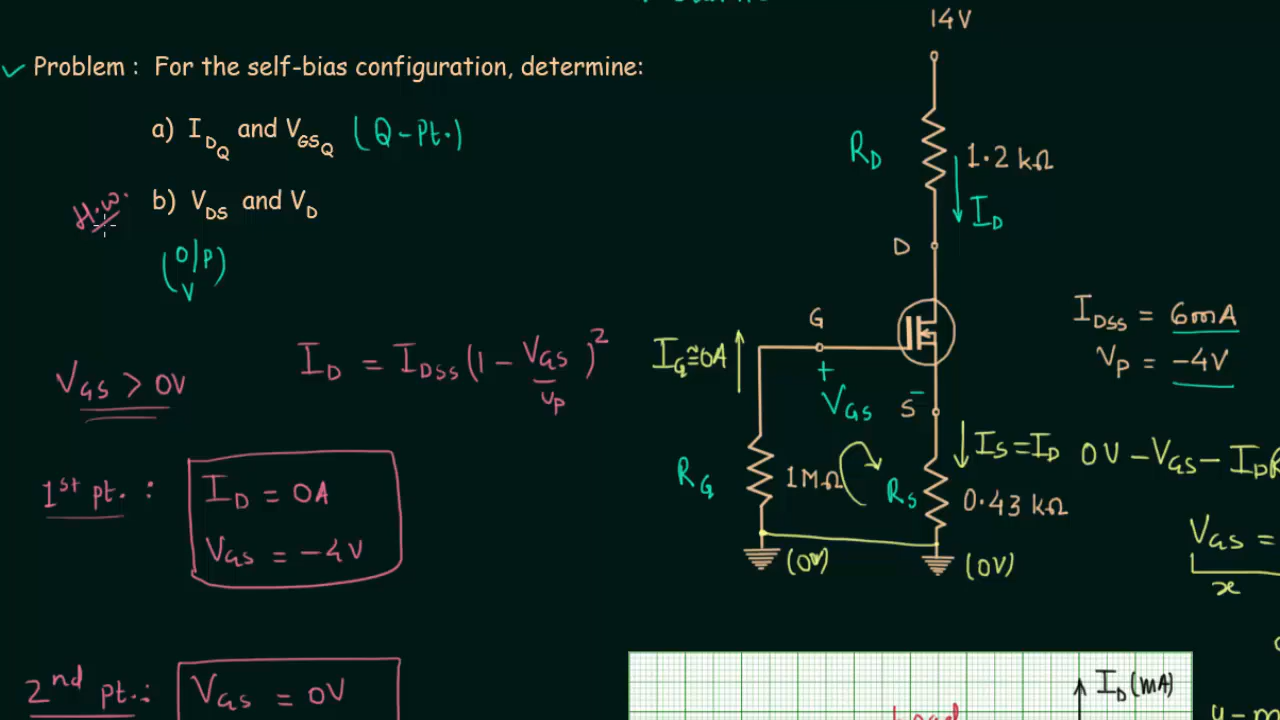 ✓ Problem : For the self-bias configuration, determine:
a) I_DQ and V_GSQ (Q-Pt.)
H.W. b) V_DS and V_D
(O/P V)
V_GS > 0V
I_D = I_DSS (1 - V_GS/V_P)^2
1st pt. :
I_D = 0A
V_GS = -4V
2nd pt.:
V_GS = 0V
14V
R_D
1.2 kΩ
I_D
D
G
I_G ≅ 0A
+
V_GS
-
S
I_DSS = 6mA
V_P = -4V
I_S = I_D
0V - V_GS - I_D
R_G
1MΩ
R_S
0.43 kΩ
(0V)
(0V)
V_GS =
x
I_D (mA)